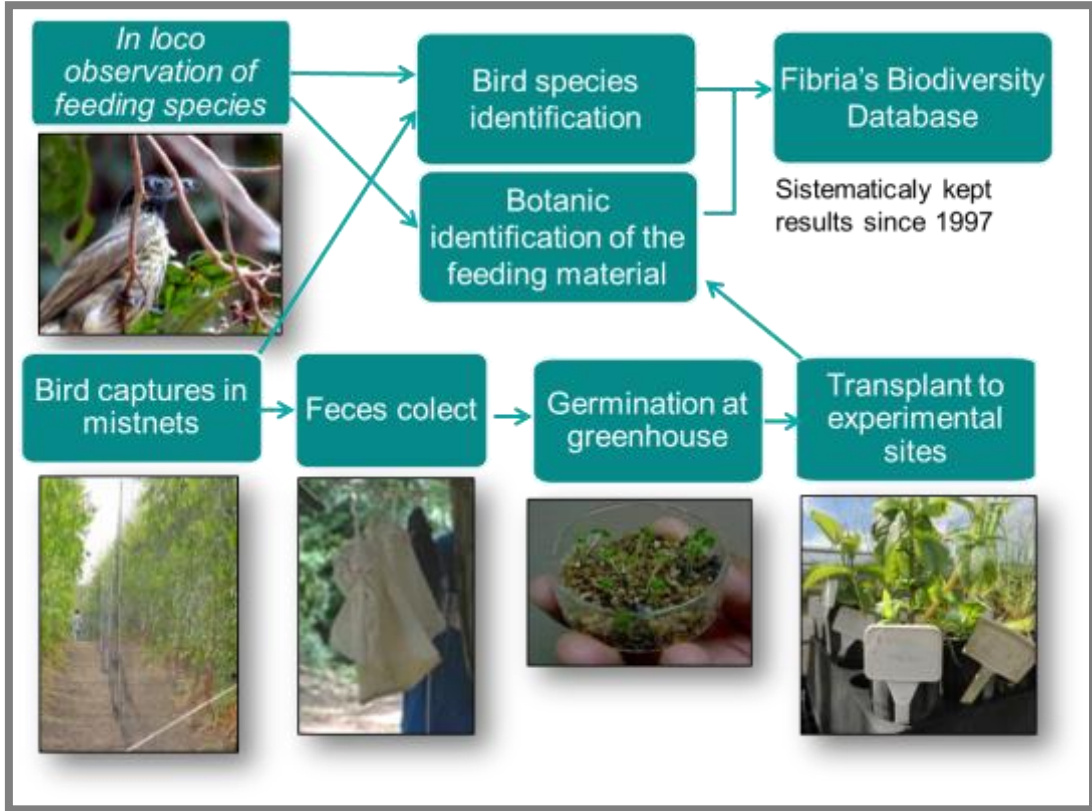 In loco
observation of
feeding species
Bird species
identification
Fibria's Biodiversity
Database
Sistematicaly kept
results since 1997
Botanic
identification of the
feeding material
Bird captures in
mistnets
Feces colect
Germination at
greenhouse
Transplant to
experimental
sites